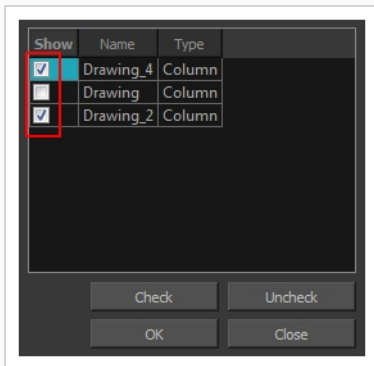 Show Name Type
Drawing_4 Column
Drawing Column
Drawing_2 Column
Check Uncheck
OK Close